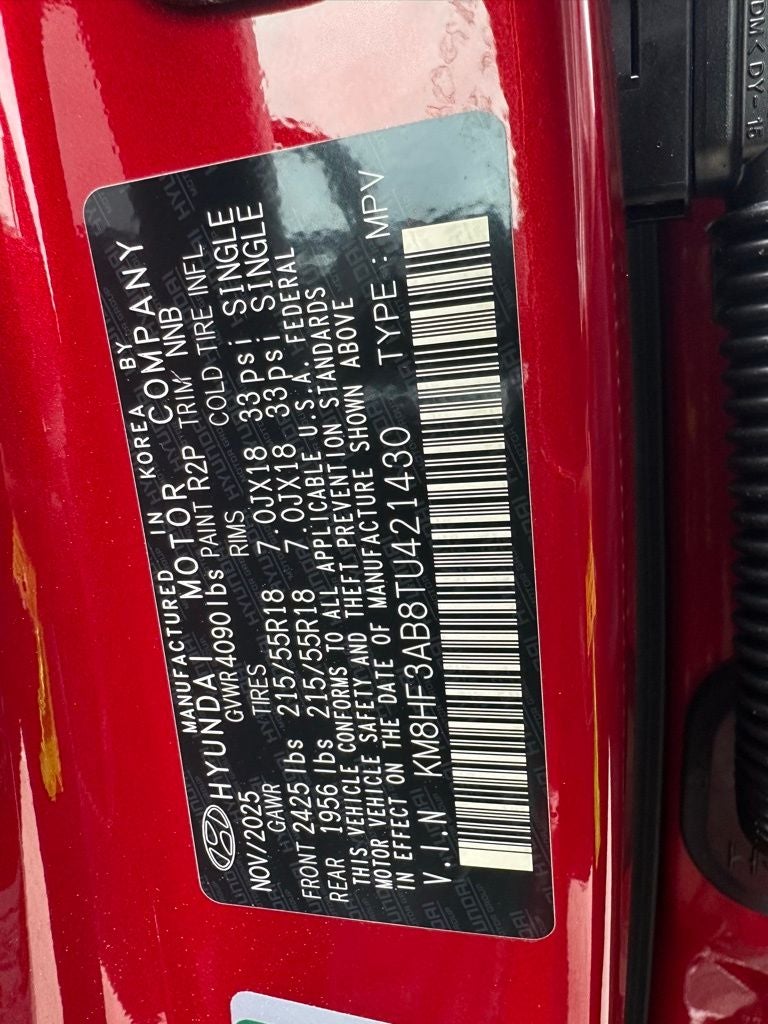 MANUFACTURED IN KOREA BY
HYUNDAI MOTOR COMPANY
NOV/2025 GVWR 4090 lbs PAINT R2P TRIM NNB
GAWR TIRES RIMS COLD TIRE INFL
FRONT 2425 lbs 215/55R18 7.0JX18 33psi SINGLE
REAR 1956 lbs 215/55R18 7.0JX18 33psi SINGLE
THIS VEHICLE CONFORMS TO ALL APPLICABLE U.S.A. FEDERAL
MOTOR VEHICLE SAFETY AND THEFT PREVENTION STANDARDS
IN EFFECT ON THE DATE OF MANUFACTURE SHOWN ABOVE
V.I.N KM8HF3AB8TU421430 TYPE : MPV
DM< DY-15